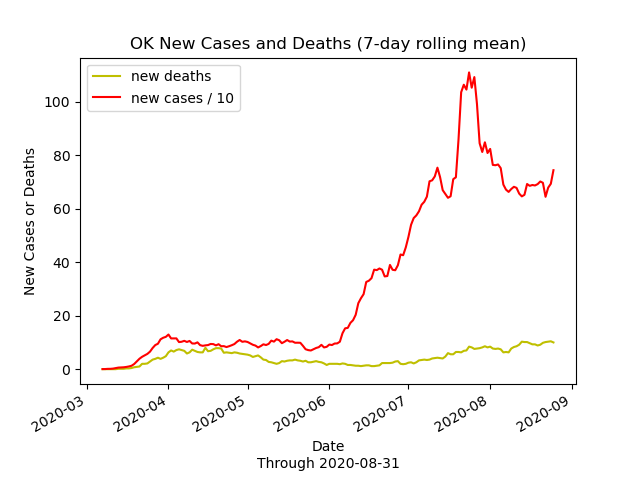 OK New Cases and Deaths (7-day rolling mean)
new deaths
new cases / 10
100
80
60
40
20
0
New Cases or Deaths
2020-03
2020-04
2020-05
2020-06
2020-07
2020-08
2020-09
Date
Through 2020-08-31